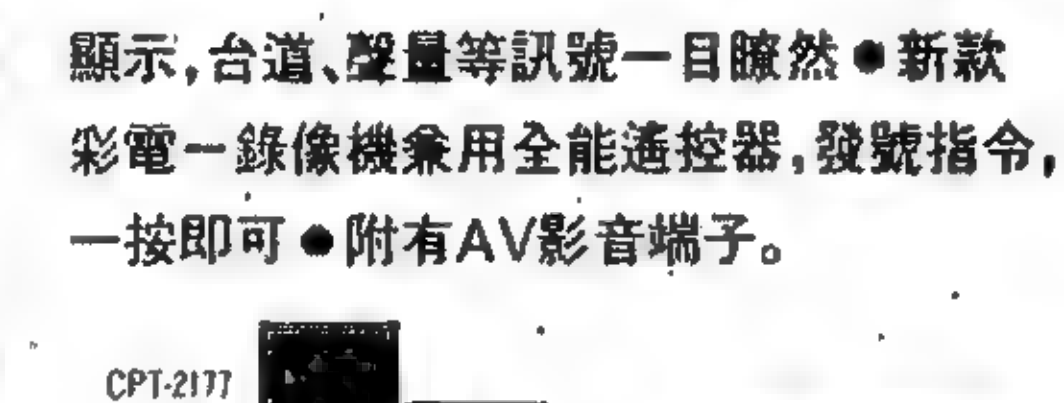 顯示,台道、聲量等訊號一目瞭然●新款
彩電一錄像機兼用全能遙控器,發號指令,
一按即可●附有AV影音端子。
CPT-2177